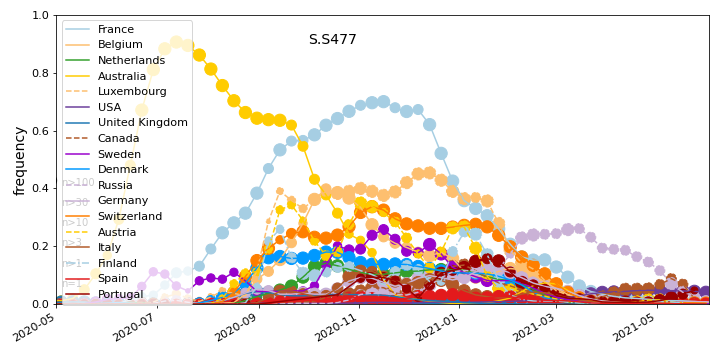 1.0
0.8
0.6
0.4
0.2
0.0
frequency
S.S477
France
Belgium
Netherlands
Australia
Luxembourg
USA
United Kingdom
Canada
Sweden
Denmark
Russia
Germany
Switzerland
Austria
Italy
Finland
Spain
Portugal
n>100
n>30
n>10
n>3
n>1
n=1
2020-05
2020-07
2020-09
2020-11
2021-01
2021-03
2021-05